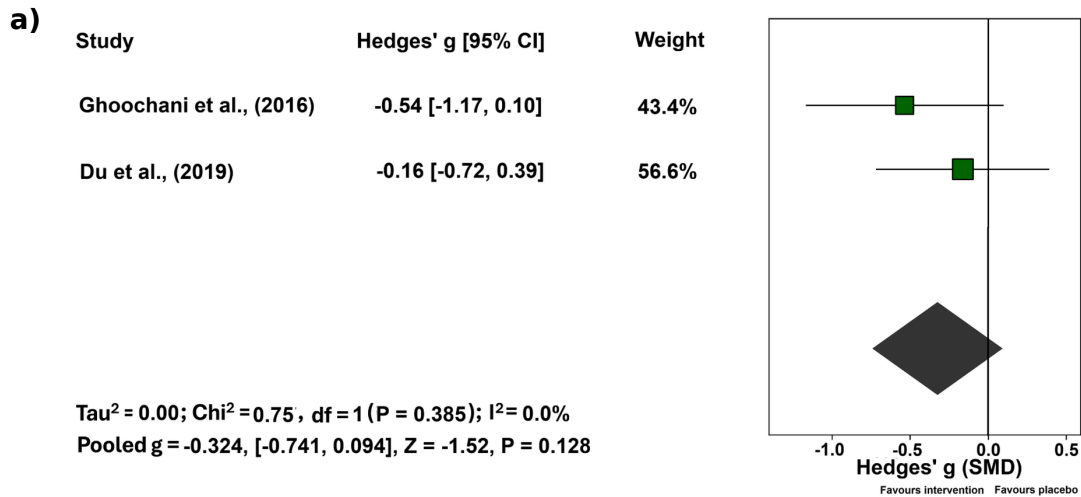 a)
Study Hedges' g [95% CI] Weight
Ghoochani et al., (2016) -0.54 [-1.17, 0.10] 43.4%
Du et al., (2019) -0.16 [-0.72, 0.39] 56.6%
Tau² = 0.00; Chi² = 0.75, df = 1 (P = 0.385); I² = 0.0%
Pooled g = -0.324, [-0.741, 0.094], Z = -1.52, P = 0.128
-1.0 -0.5 0.0 0.5
Hedges' g (SMD)
Favours intervention Favours placebo